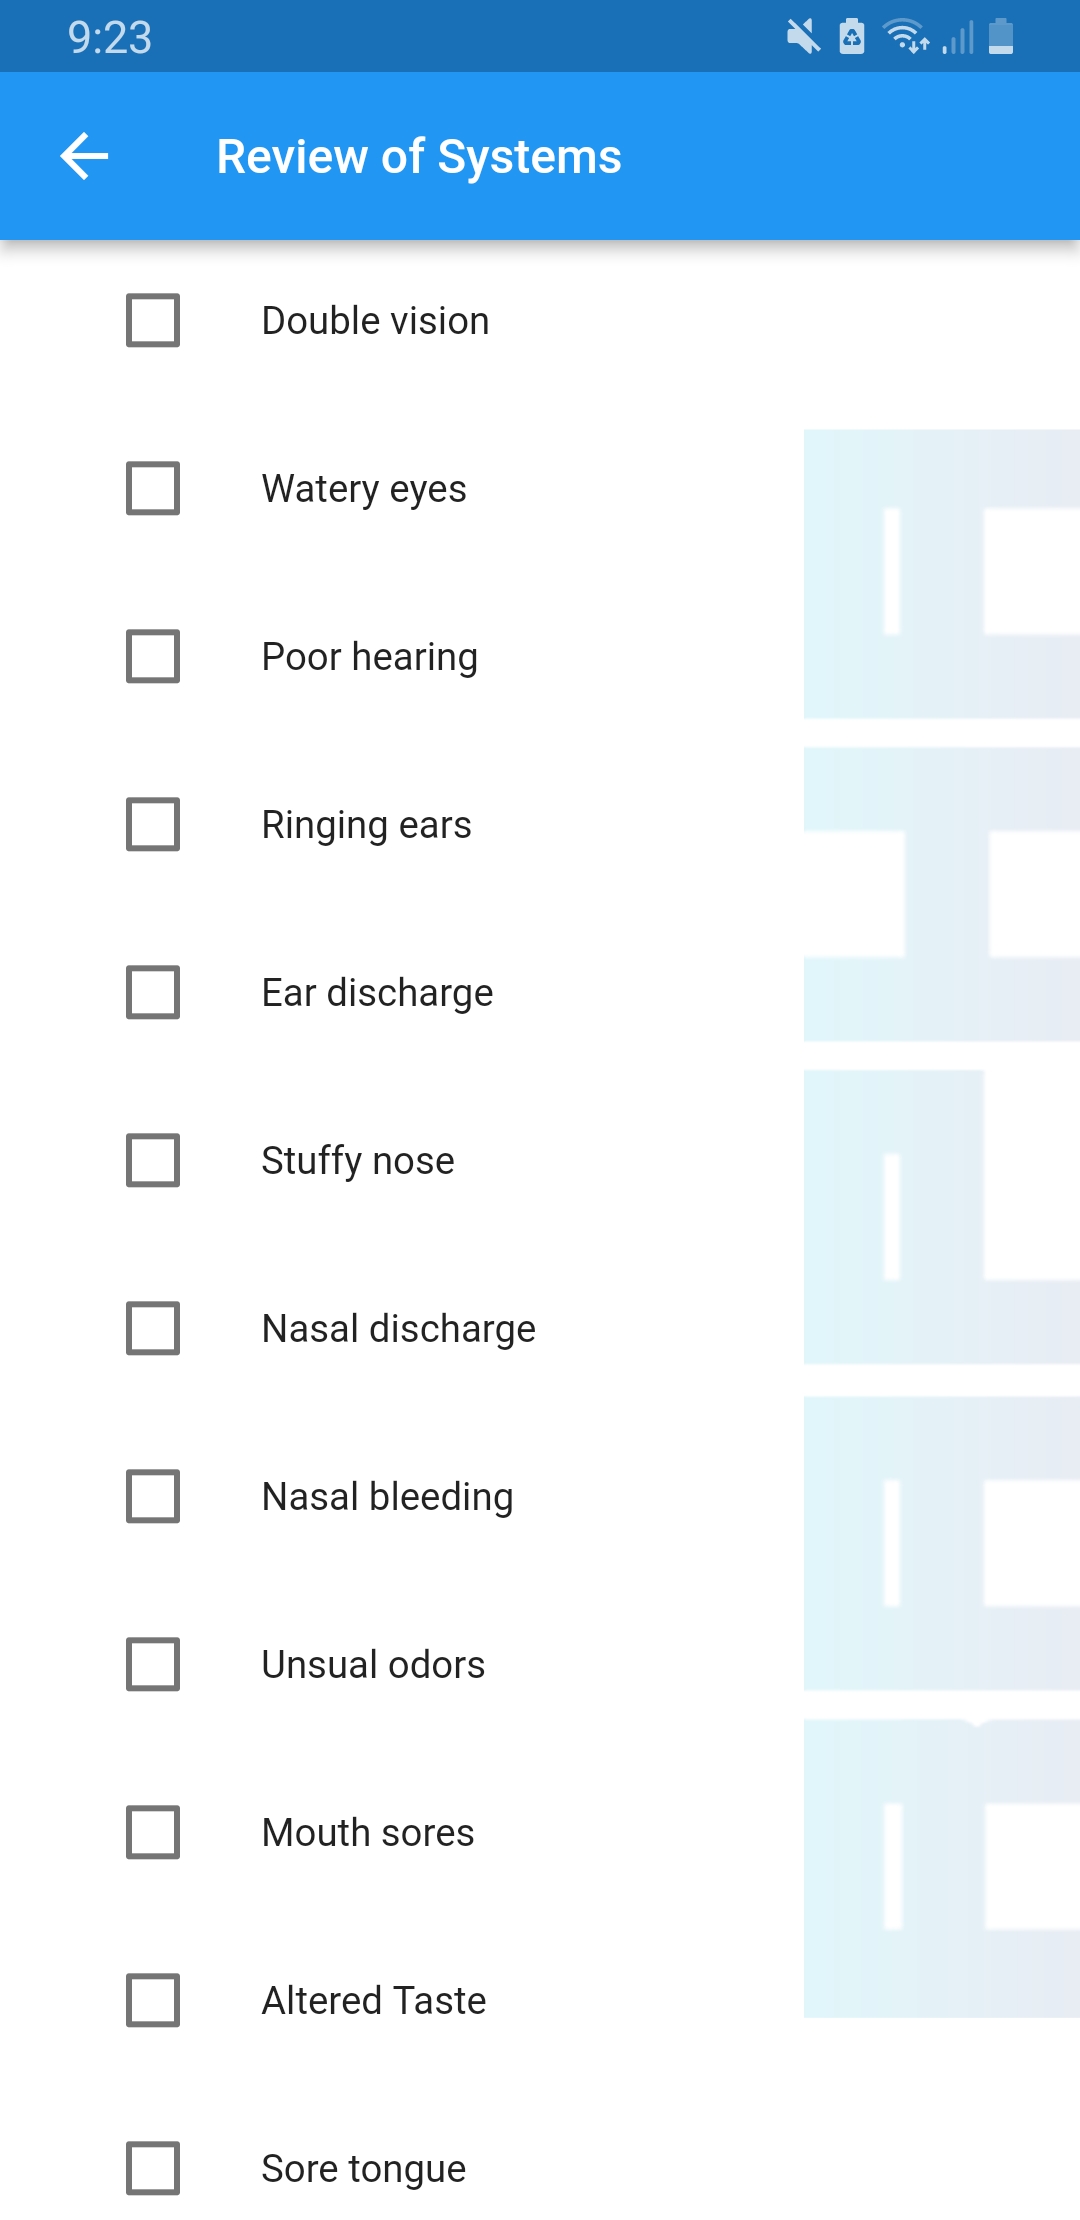 9:23
Review of Systems
Double vision
Watery eyes
Poor hearing
Ringing ears
Ear discharge
Stuffy nose
Nasal discharge
Nasal bleeding
Unsual odors
Mouth sores
Altered Taste
Sore tongue